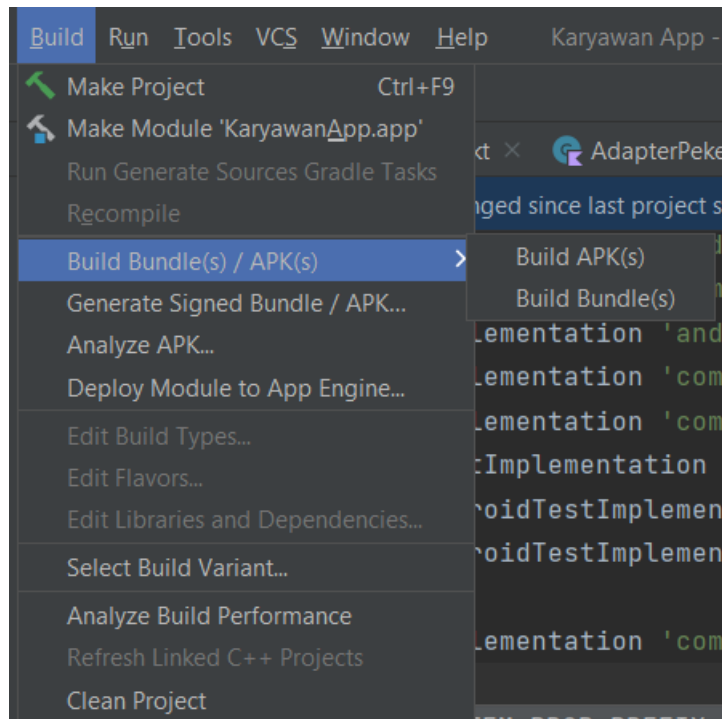 Build Run Tools VCS Window Help Karyawan App -
Make Project Ctrl+F9
Make Module 'KaryawanApp.app'
kt AdapterPeke
Run Generate Sources Gradle Tasks
Recompile
nged since last project s
Build Bundle(s) / APK(s)
Build APK(s)
Generate Signed Bundle / APK...
Build Bundle(s)
Analyze APK...
lementation 'and
Deploy Module to App Engine...
lementation 'com
Edit Build Types...
lementation 'com
Edit Flavors...
tImplementation
Edit Libraries and Dependencies...
roidTestImplemen
roidTestImplemen
Select Build Variant...
Analyze Build Performance
Refresh Linked C++ Projects
lementation 'com
Clean Project